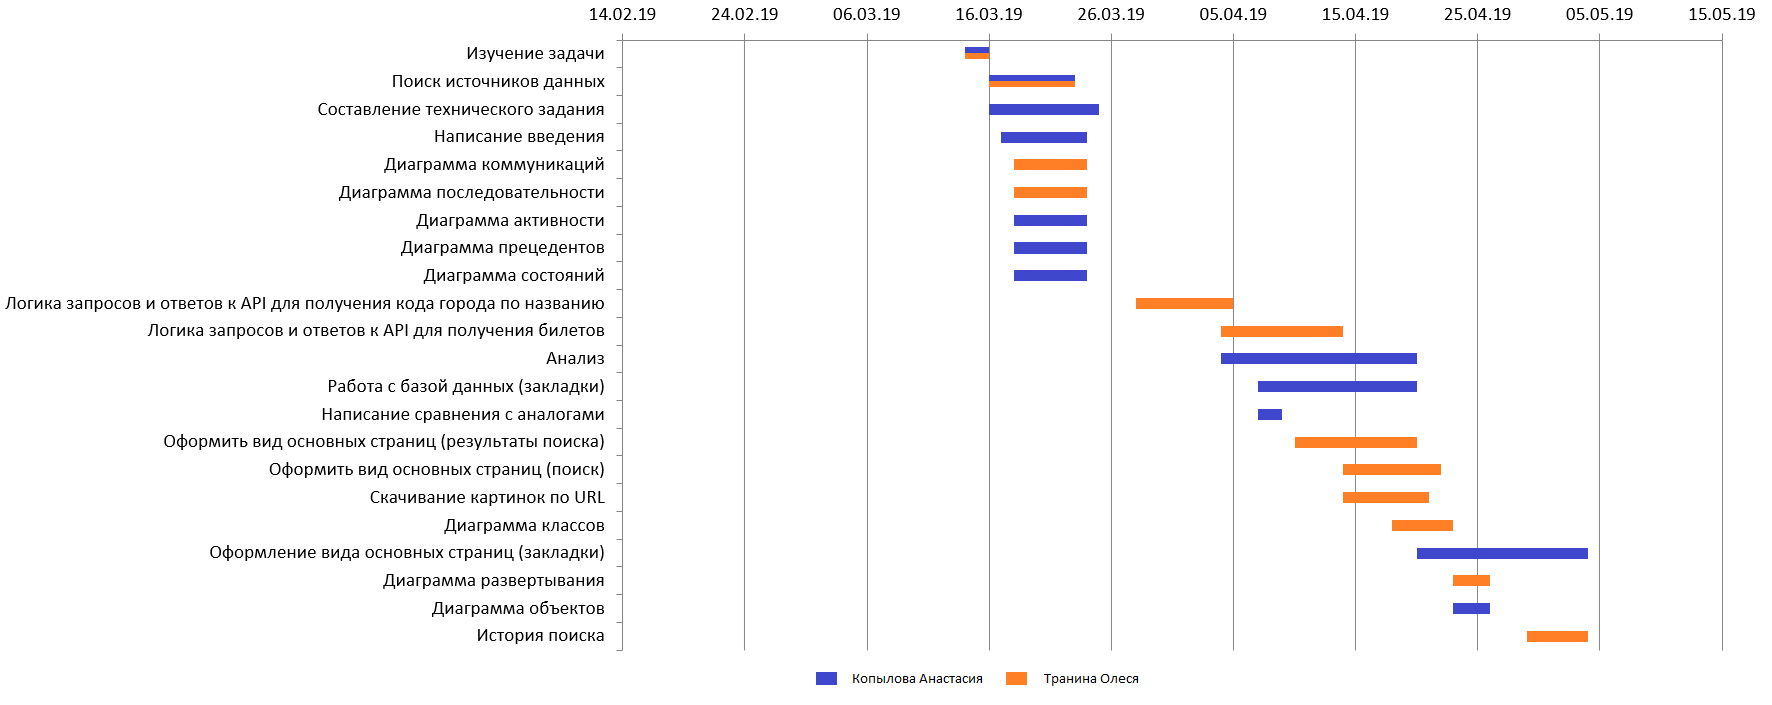 14.02.19 24.02.19 06.03.19 16.03.19 26.03.19 05.04.19 15.04.19 25.04.19 05.05.19 15.05.19
Изучение задачи
Поиск источников данных
Составление технического задания
Написание введения
Диаграмма коммуникаций
Диаграмма последовательности
Диаграмма активности
Диаграмма прецедентов
Диаграмма состояний
Логика запросов и ответов к API для получения кода города по названию
Логика запросов и ответов к API для получения билетов
Анализ
Работа с базой данных (закладки)
Написание сравнения с аналогами
Оформить вид основных страниц (результаты поиска)
Оформить вид основных страниц (поиск)
Скачивание картинок по URL
Диаграмма классов
Оформление вида основных страниц (закладки)
Диаграмма развертывания
Диаграмма объектов
История поиска
Копылова Анастасия Транина Олеся